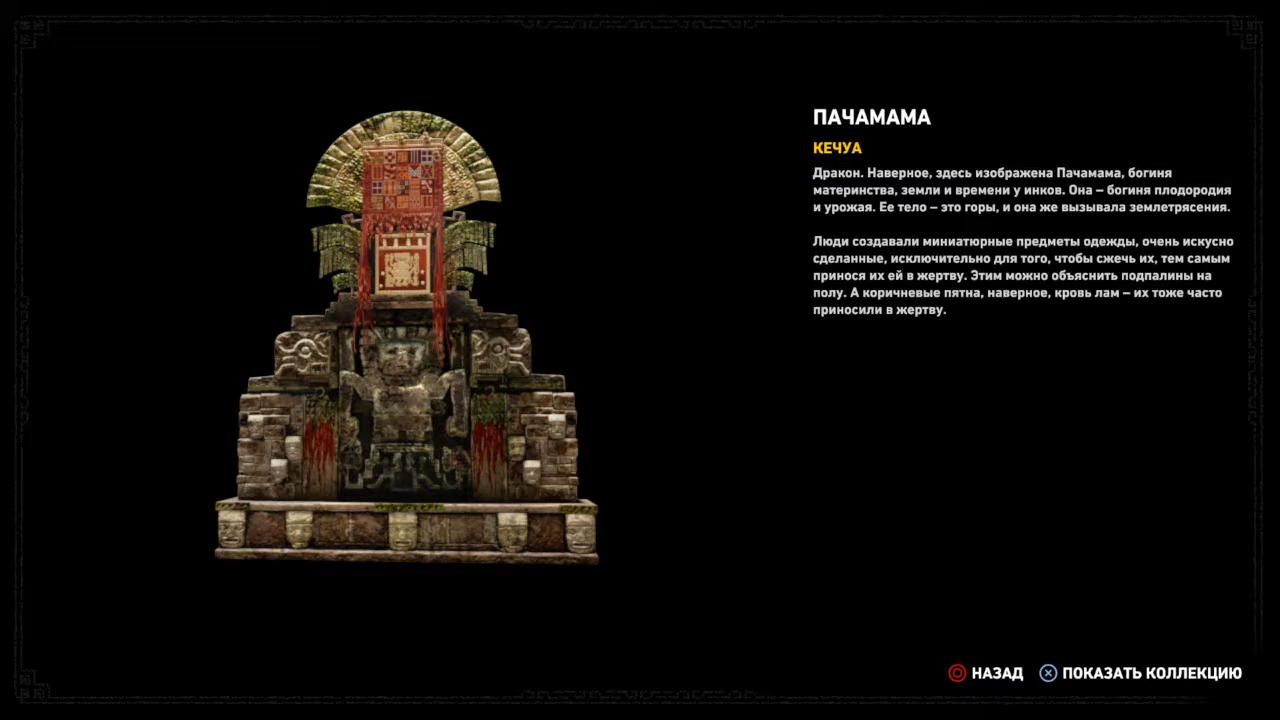 ПАЧАМАМА
КЕЧУА
Дракон. Наверное, здесь изображена Пачамама, богиня
материнства, земли и времени у инков. Она – богиня плодородия
и урожая. Ее тело – это горы, и она же вызывала землетрясения.
Люди создавали миниатюрные предметы одежды, очень искусно
сделанные, исключительно для того, чтобы сжечь их, тем самым
принося их ей в жертву. Этим можно объяснить подпалины на
полу. А коричневые пятна, наверное, кровь лам – их тоже часто
приносили в жертву.
НАЗАД
ПОКАЗАТЬ КОЛЛЕКЦИЮ